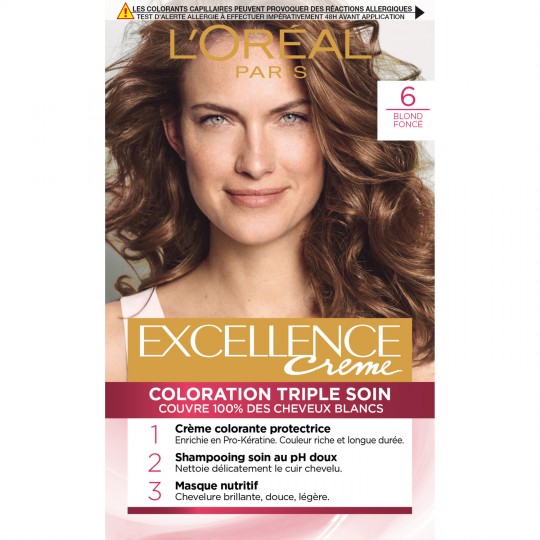 LES COLORANTS CAPILLAIRES PEUVENT PROVOQUER DES RÉACTIONS ALLERGIQUES
TEST D'ALERTE ALLERGIE À EFFECTUER IMPÉRATIVEMENT 48H AVANT APPLICATION
L'ORÉAL
PARIS
6
BLOND
FONCÉ
EXCELLENCE
Creme
COLORATION TRIPLE SOIN
COUVRE 100% DES CHEVEUX BLANCS
1 Crème colorante protectrice
Enrichie en Pro-Kératine. Couleur riche et longue durée.
2 Shampooing soin au pH doux
Nettoie délicatement le cuir chevelu.
3 Masque nutritif
Chevelure brillante, douce, légère.